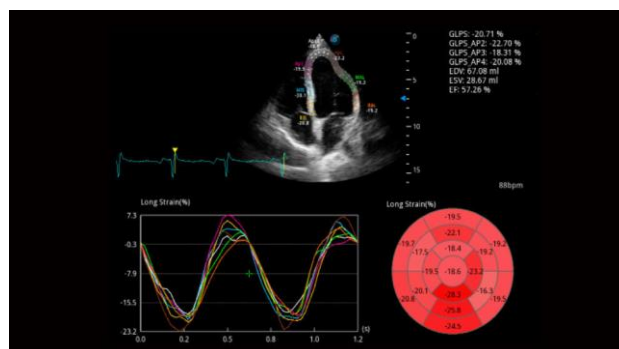 GLPS: -20.71 %
GLPS_AP2: -22.70 %
GLPS_AP3: -18.31 %
GLPS_AP4: -20.08 %
EDV: 67.08 ml
ESV: 28.67 ml
EF: 57.26 %
0
5
10
15
88bpm
Long Strain(%)
7.3
-0.3
-7.9
-15.5
-23.2
0.0
0.2
0.5
0.8
1.0
1.2
(s)
Long Strain(%)
-19.5
-22.1
-19.7
-17.5
-18.4
-19.2
-19.2
-19.5
-18.6
-23.2
-20.1
-16.3
-20.8
-19.5
-28.3
-25.8
-24.5